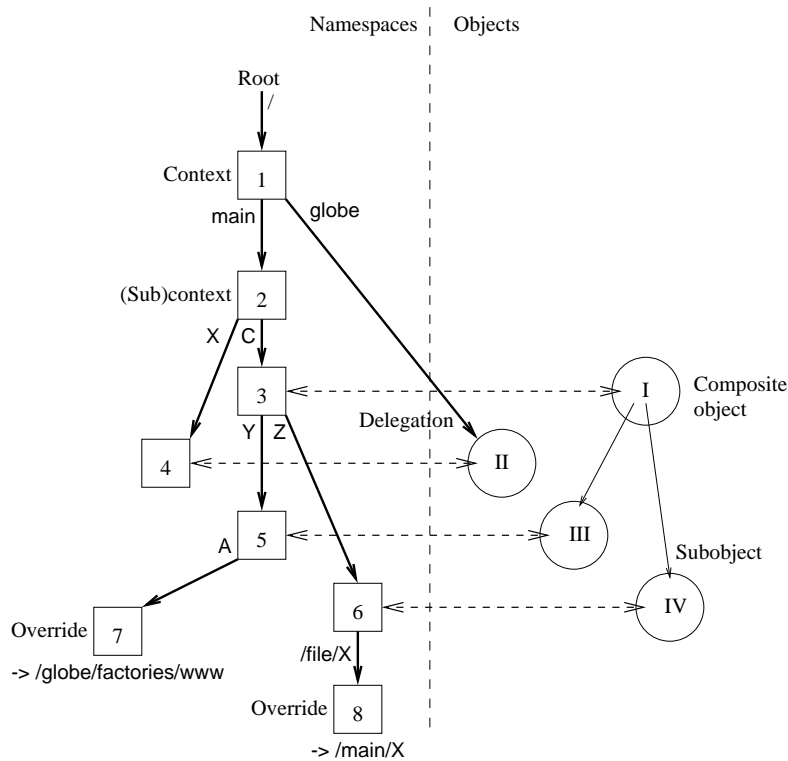 Namespaces
Objects
Root
/
Context
1
main
globe
(Sub)context
2
X
C
3
I
Composite
object
Delegation
Y
Z
4
II
A
5
III
Subobject
6
IV
Override
7
/file/X
-> /globe/factories/www
Override
8
-> /main/X